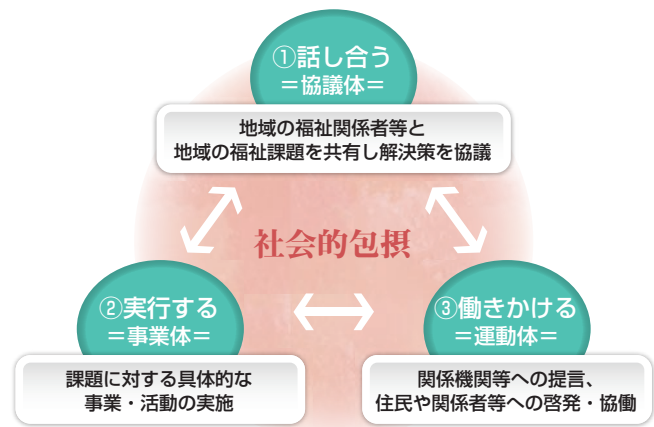 ①話し合う
＝協議体＝
地域の福祉関係者等と
地域の福祉課題を共有し解決策を協議
社会的包摂
②実行する
＝事業体＝
課題に対する具体的な
事業・活動の実施
③働きかける
＝運動体＝
関係機関等への提言、
住民や関係者等への啓発・協働